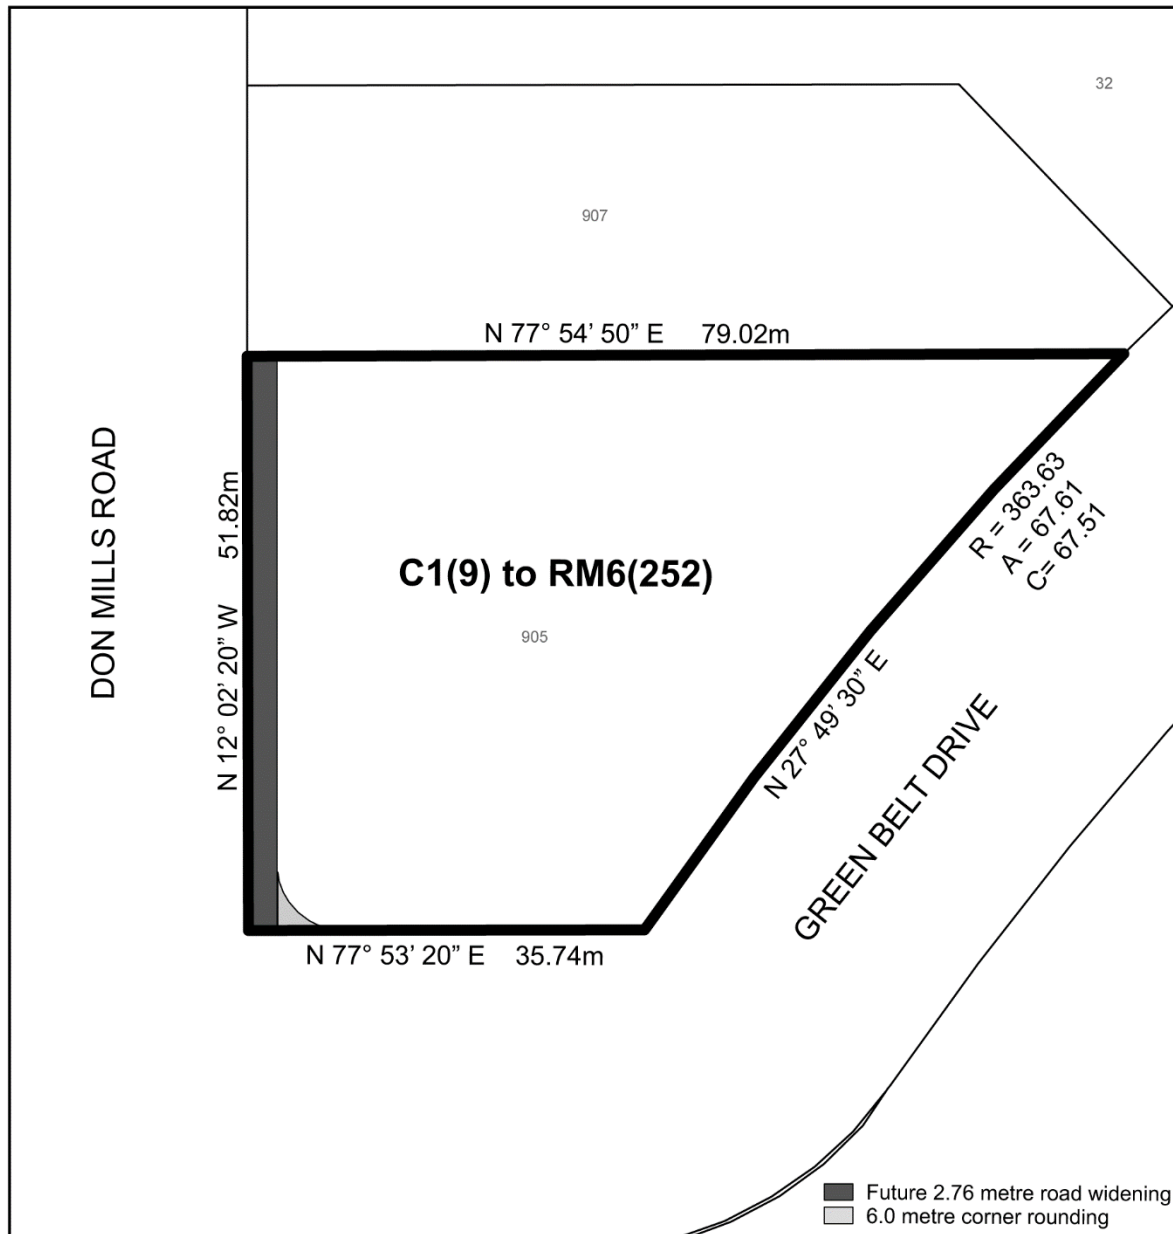 32
907
N 77° 54’ 50” E 79.02m
DON MILLS ROAD
N 12° 02’ 20” W 51.82m
C1(9) to RM6(252)
905
R = 363.63
A = 67.61
C= 67.51
N 27° 49’ 30” E
GREEN BELT DRIVE
N 77° 53’ 20” E 35.74m
Future 2.76 metre road widening
6.0 metre corner rounding